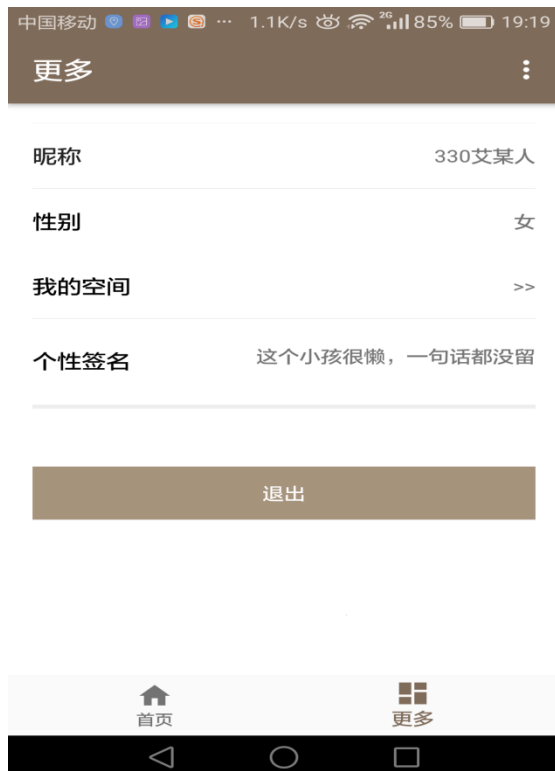 中国移动 ... 1.1K/s 2G 85% 19:19
更多
昵称 330艾某人
性别 女
我的空间 >>
个性签名 这个小孩很懒，一句话都没留
退出
首页 更多